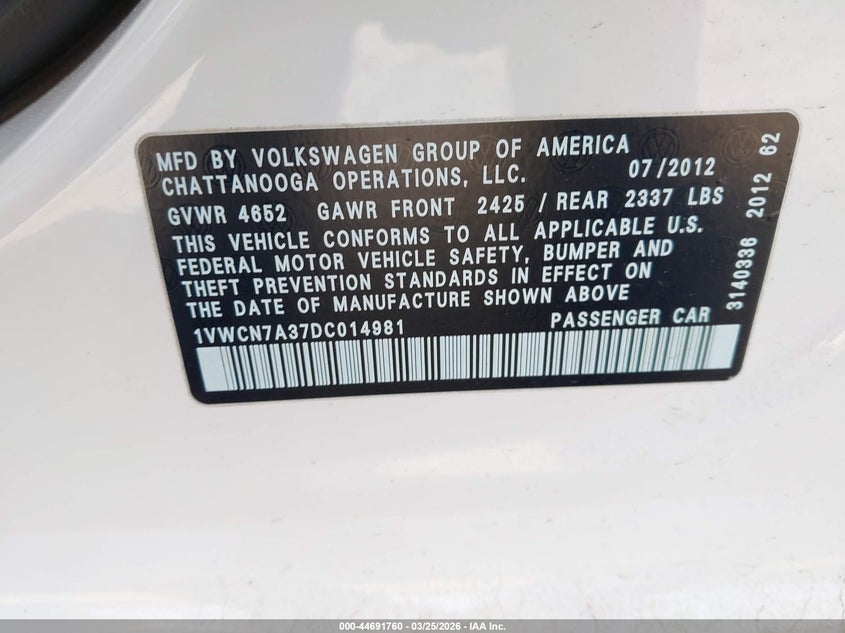 MFD BY VOLKSWAGEN GROUP OF AMERICA
CHATTANOOGA OPERATIONS, LLC. 07/2012
GVWR 4652 GAWR FRONT 2425 / REAR 2337 LBS
THIS VEHICLE CONFORMS TO ALL APPLICABLE U.S.
FEDERAL MOTOR VEHICLE SAFETY, BUMPER AND
THEFT PREVENTION STANDARDS IN EFFECT ON
THE DATE OF MANUFACTURE SHOWN ABOVE
1VWCN7A37DC014981 PASSENGER CAR
3140336 2012 62
000-44691760 - 03/25/2026 - IAA Inc.